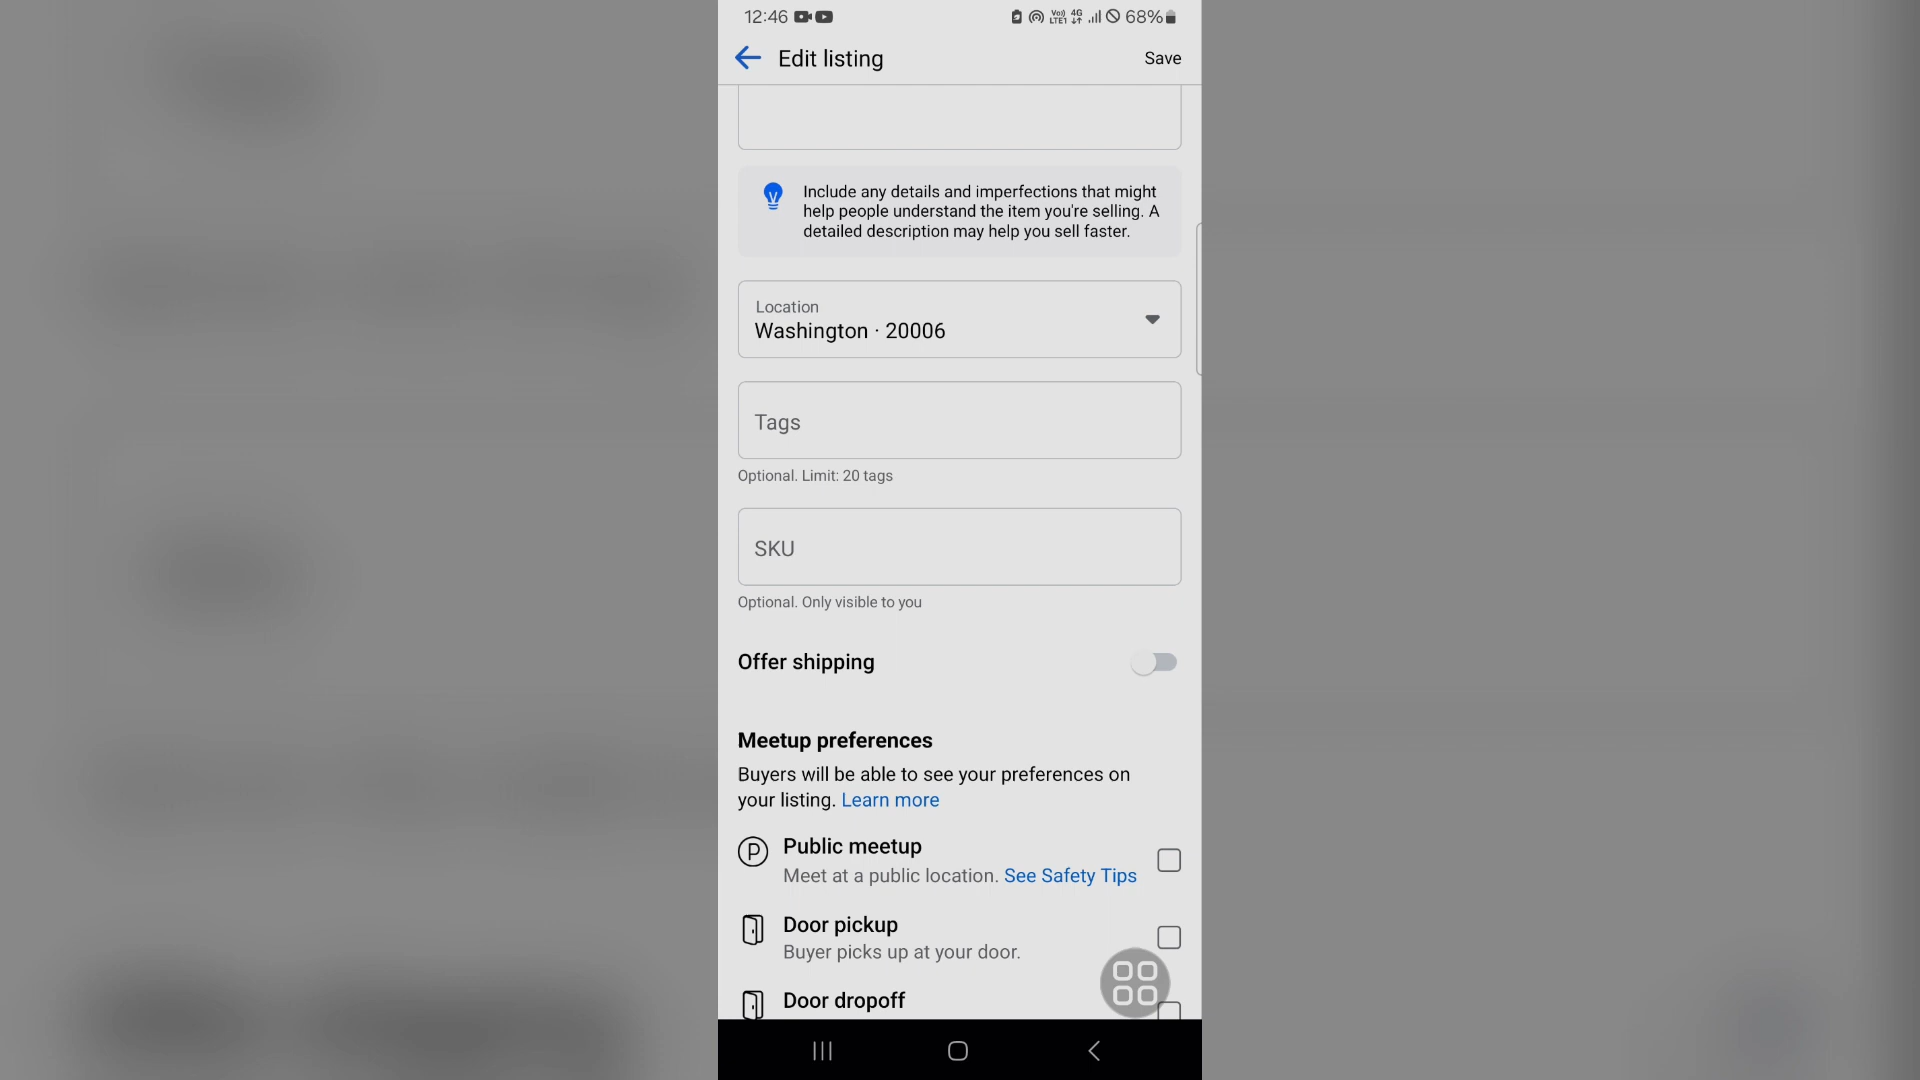 12:46
Vo)) LTE1 4G 68%
Edit listing
Save
Include any details and imperfections that might
help people understand the item you're selling. A
detailed description may help you sell faster.
Location
Washington · 20006
Tags
Optional. Limit: 20 tags
SKU
Optional. Only visible to you
Offer shipping
Meetup preferences
Buyers will be able to see your preferences on
your listing. Learn more
P
Public meetup
Meet at a public location. See Safety Tips
Door pickup
Buyer picks up at your door.
Door dropoff